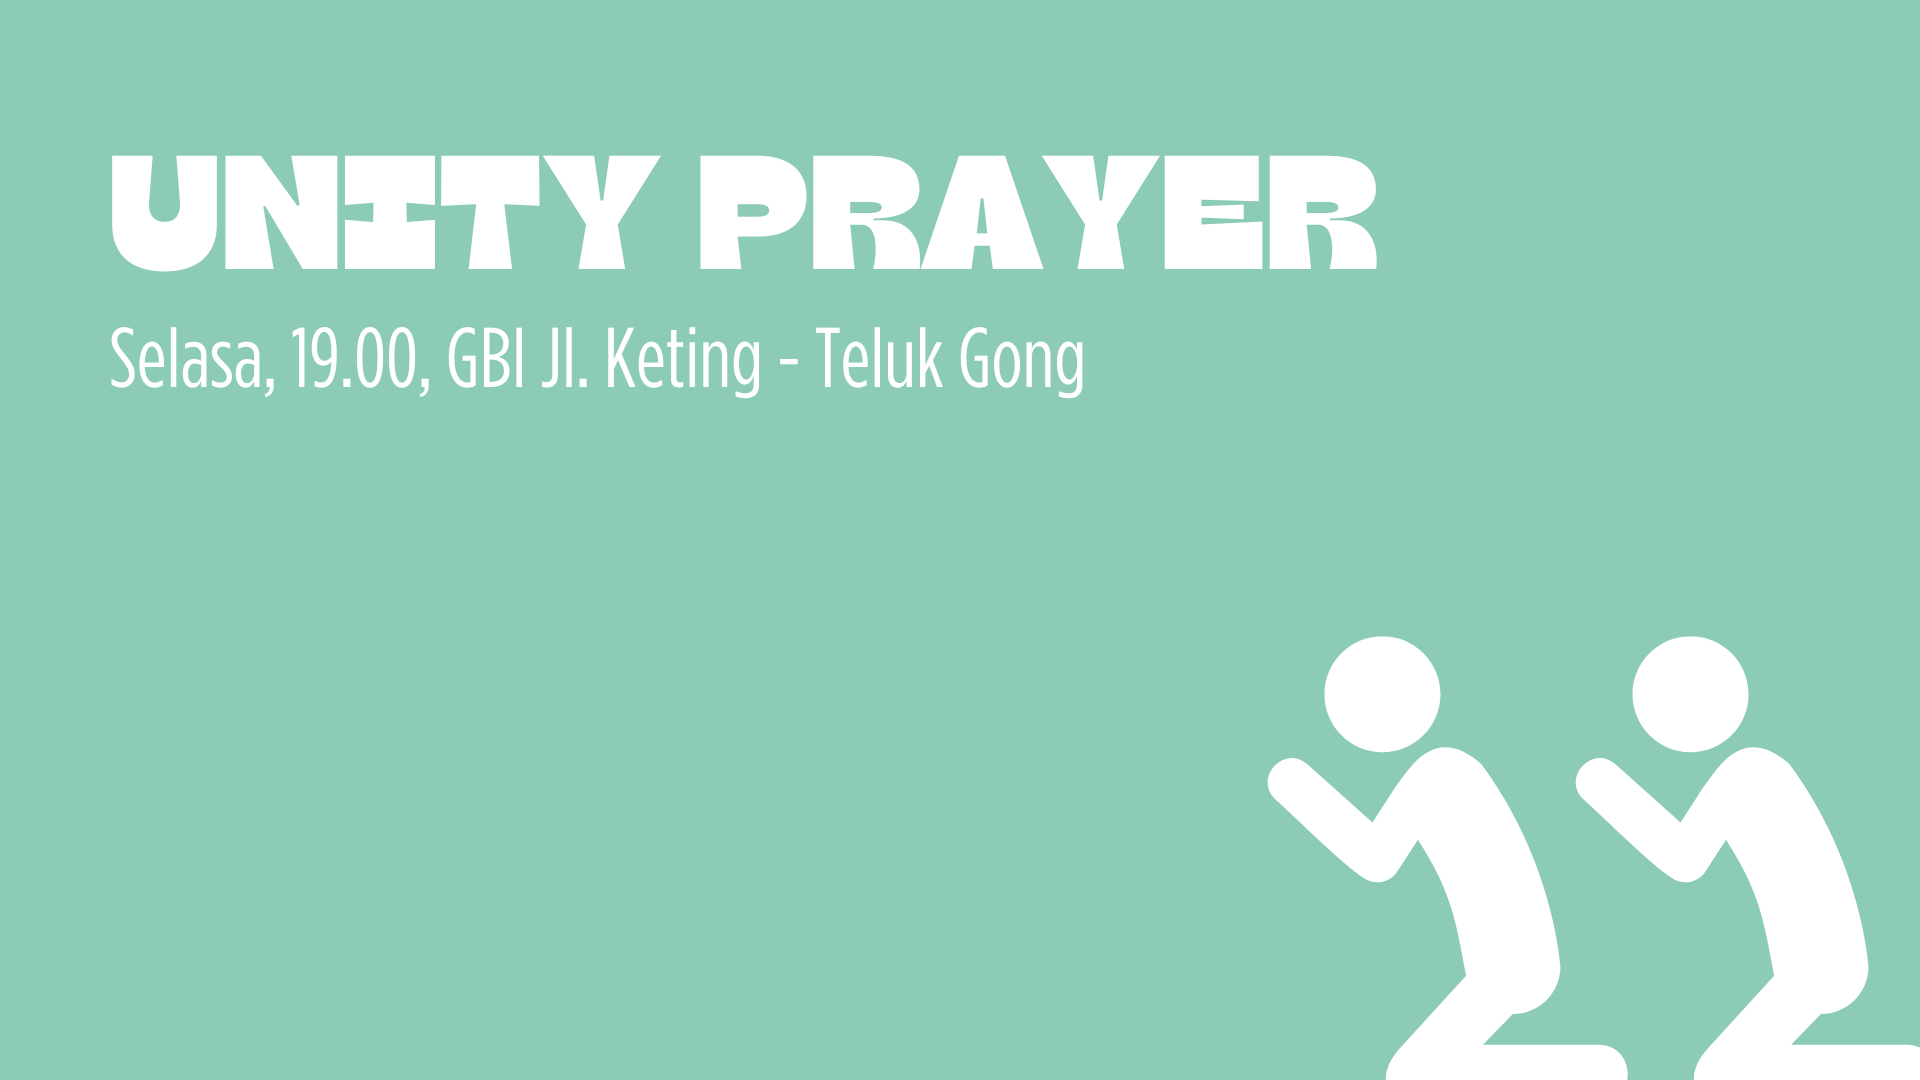 UNITY PRAYER
Selasa, 19.00, GBI Jl. Keting - Teluk Gong